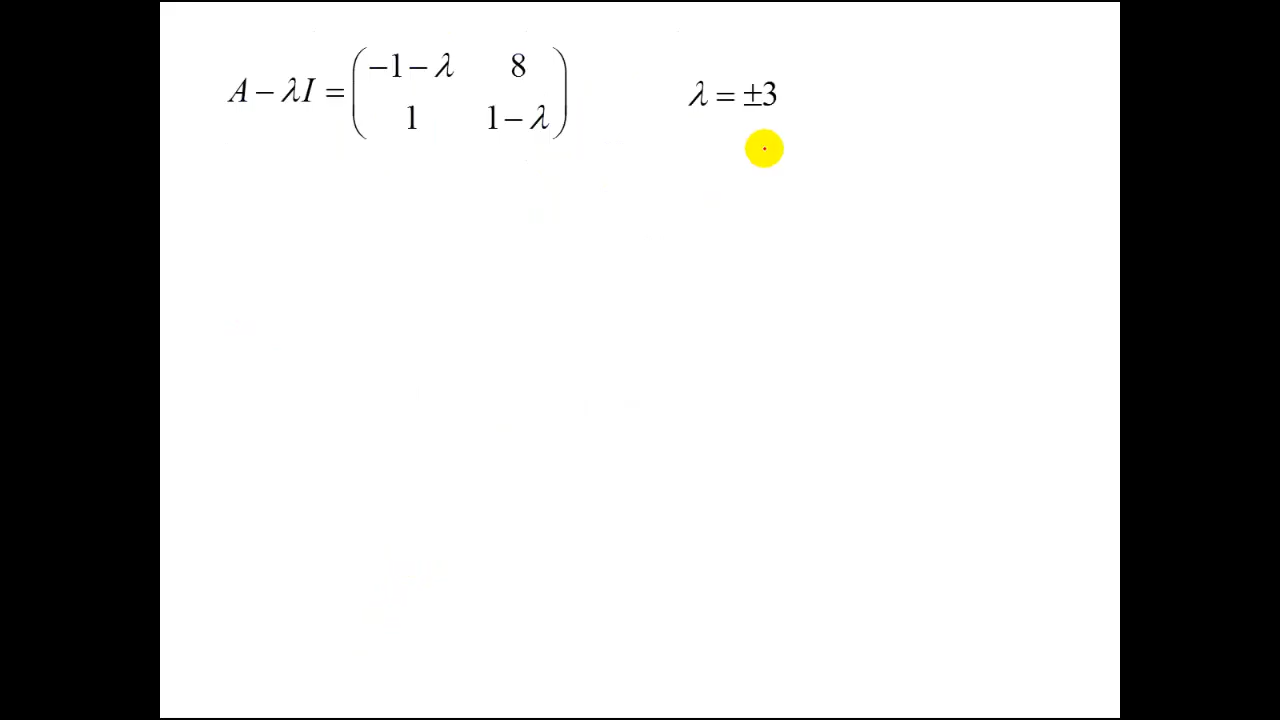 A − λI = ( −1 − λ 8
1 1 − λ )
λ = ±3